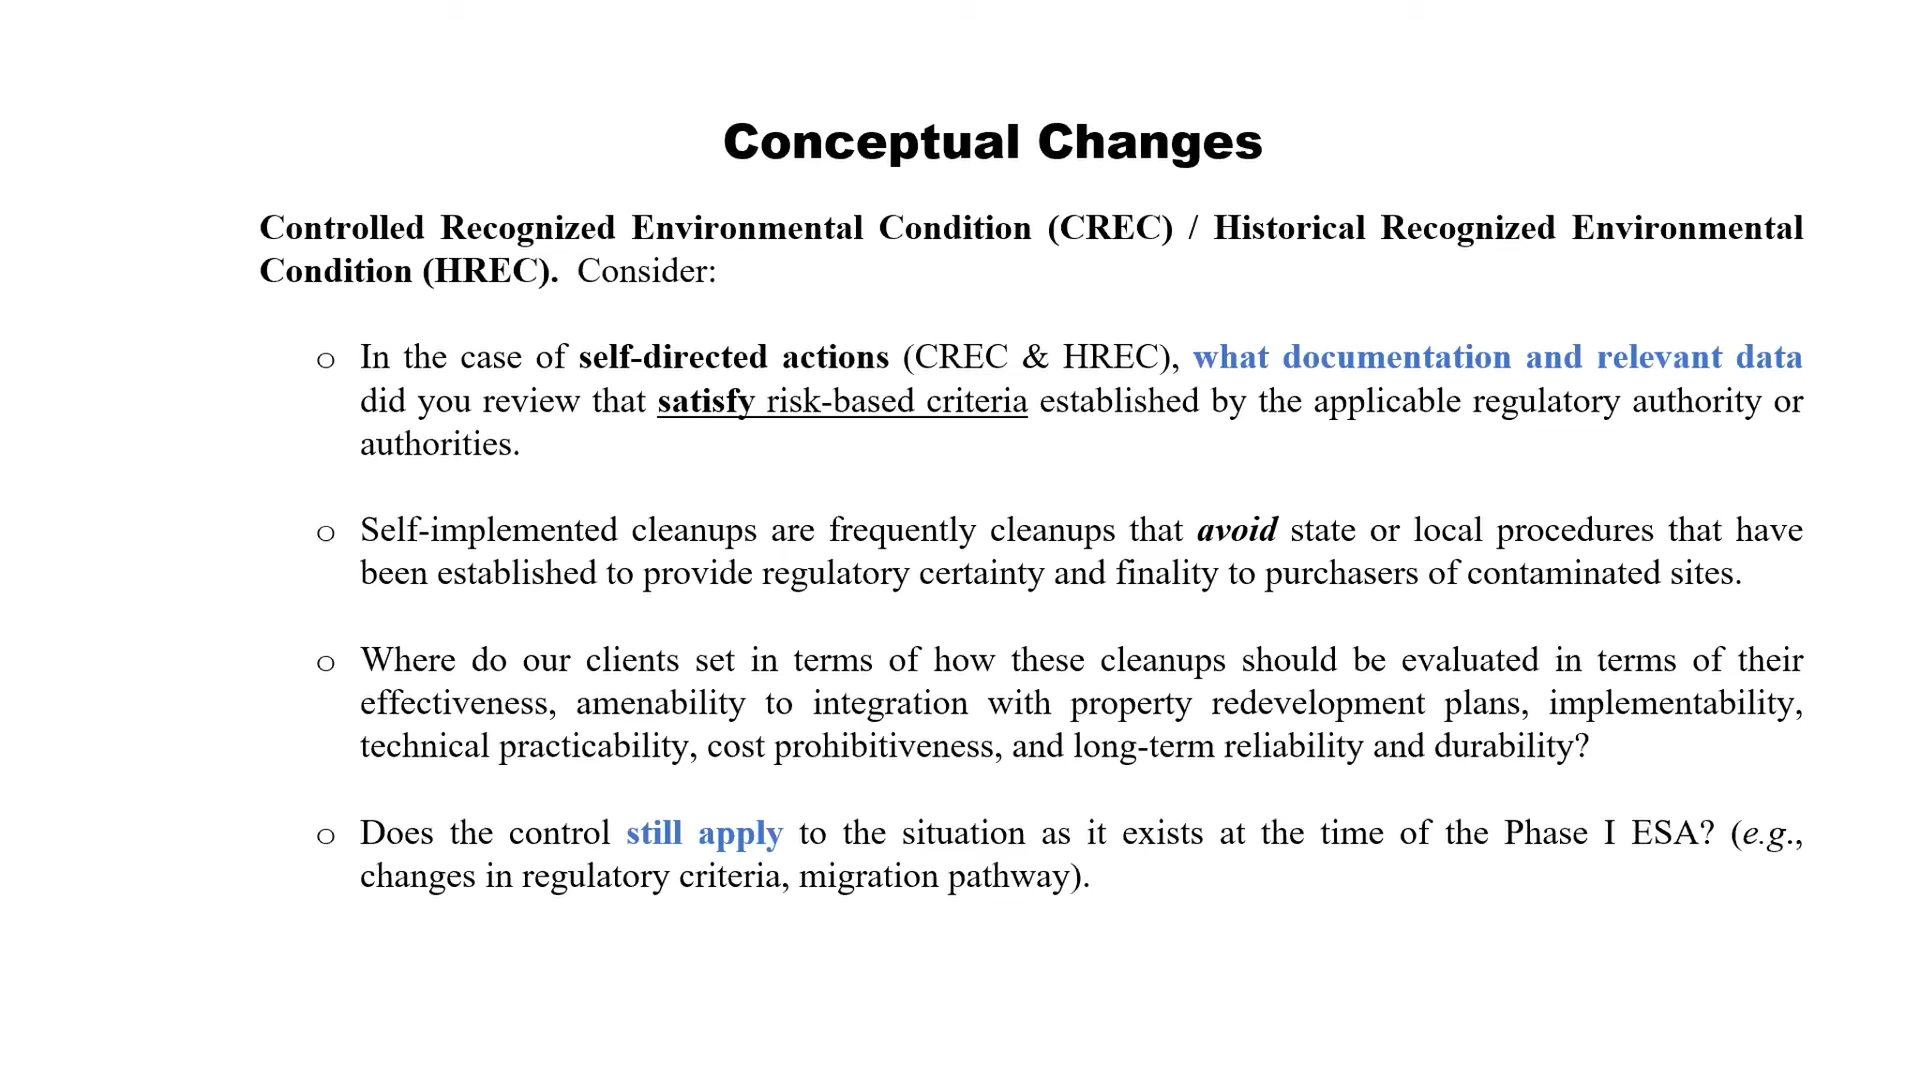 Conceptual Changes
Controlled Recognized Environmental Condition (CREC) / Historical Recognized Environmental
Condition (HREC). Consider:
o In the case of self-directed actions (CREC & HREC), what documentation and relevant data
did you review that satisfy risk-based criteria established by the applicable regulatory authority or
authorities.
o Self-implemented cleanups are frequently cleanups that avoid state or local procedures that have
been established to provide regulatory certainty and finality to purchasers of contaminated sites.
o Where do our clients set in terms of how these cleanups should be evaluated in terms of their
effectiveness, amenability to integration with property redevelopment plans, implementability,
technical practicability, cost prohibitiveness, and long-term reliability and durability?
o Does the control still apply to the situation as it exists at the time of the Phase I ESA? (e.g.,
changes in regulatory criteria, migration pathway).